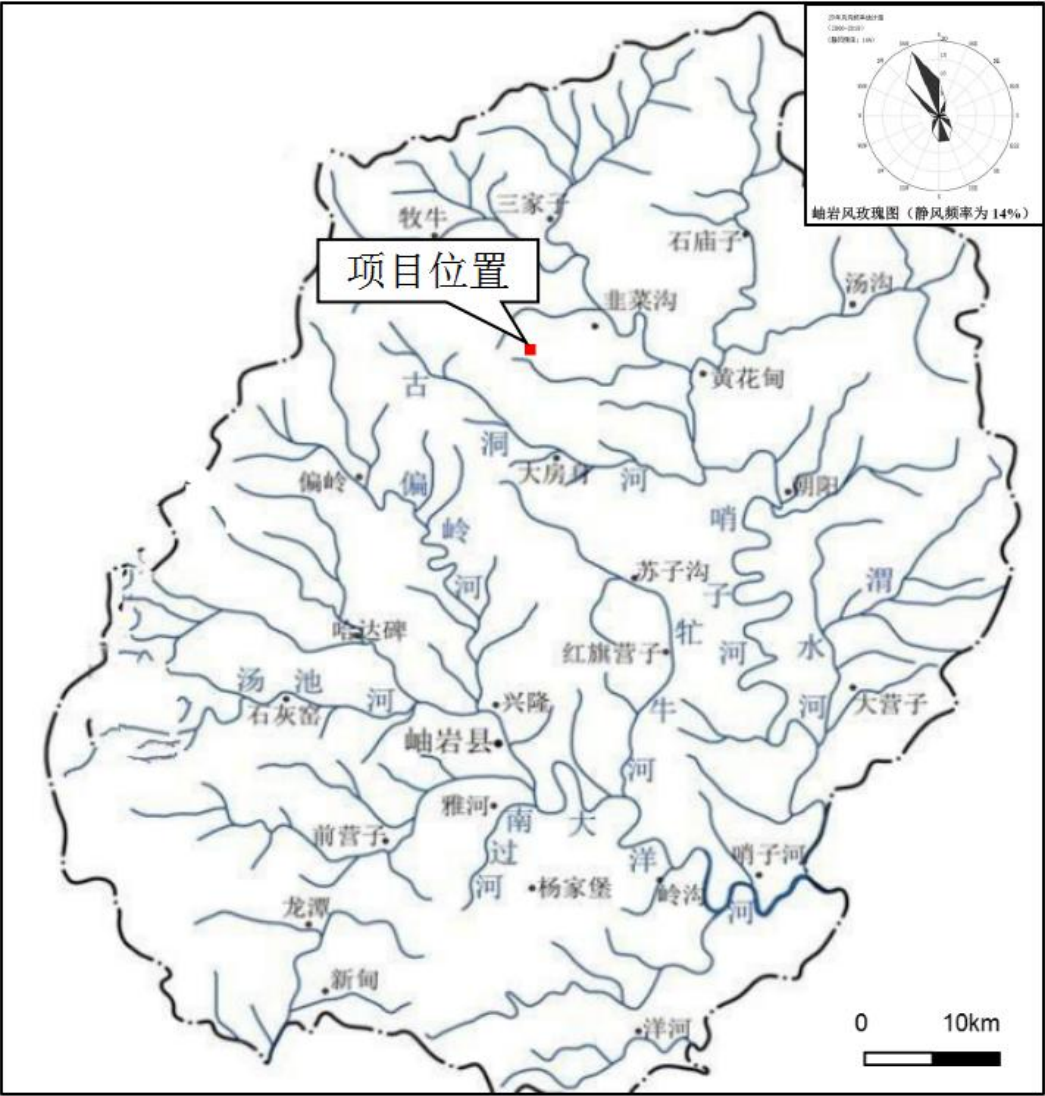 岫岩风玫瑰图（静风频率为 14%）
三家子
牧牛
石庙子
项目位置
汤沟
韭菜沟
黄花甸
古
洞
大房身
河
偏岭
偏
岭
河
朝阳
哨
子
河
苏子沟
渭
水
河
哈达碑
红旗营子
牤
牛
河
汤
池
河
石灰窑
兴隆
大营子
岫岩县
雅河
南
过
河
大
洋
河
前营子
哨子河
岭沟
杨家堡
龙潭
新甸
洋河
0
10km